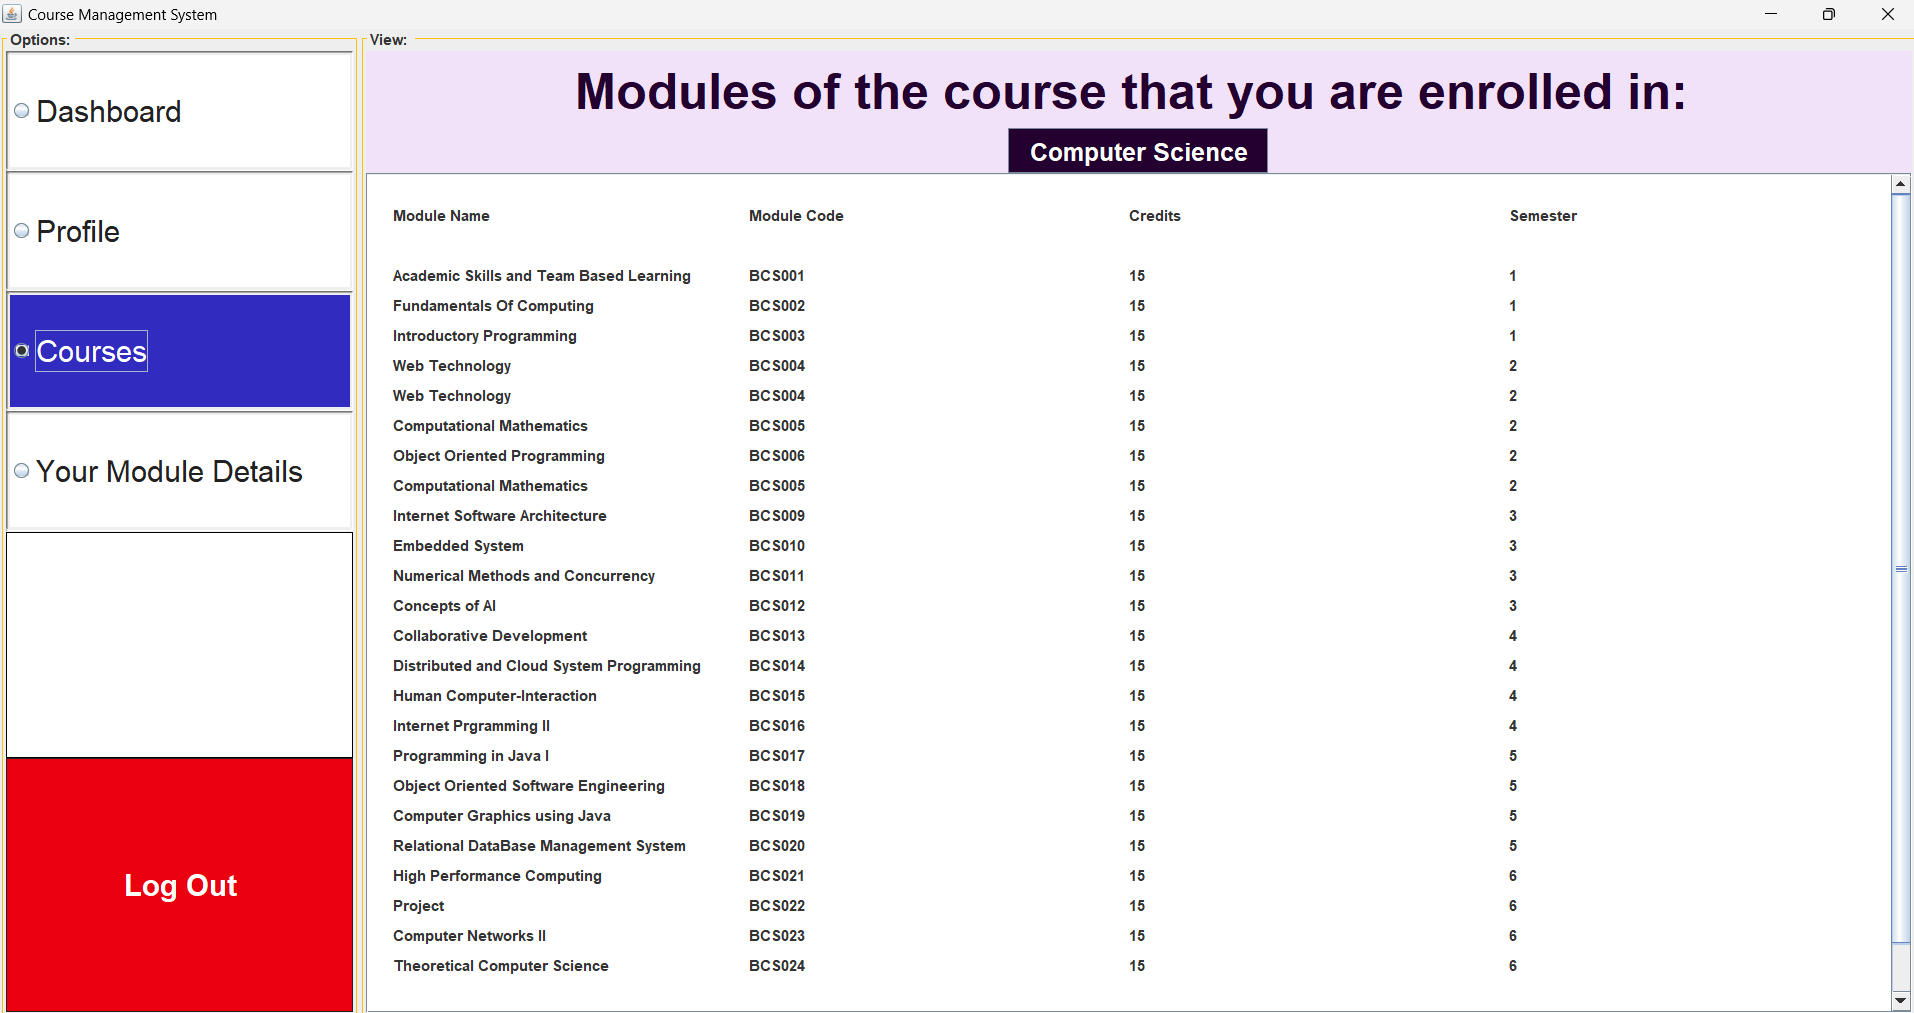 Course Management System
Options:
Dashboard
Profile
Courses
Your Module Details
Log Out
View:
Modules of the course that you are enrolled in:
Computer Science
Module Name Module Code Credits Semester
Academic Skills and Team Based Learning BCS001 15 1
Fundamentals Of Computing BCS002 15 1
Introductory Programming BCS003 15 1
Web Technology BCS004 15 2
Web Technology BCS004 15 2
Computational Mathematics BCS005 15 2
Object Oriented Programming BCS006 15 2
Computational Mathematics BCS005 15 2
Internet Software Architecture BCS009 15 3
Embedded System BCS010 15 3
Numerical Methods and Concurrency BCS011 15 3
Concepts of AI BCS012 15 3
Collaborative Development BCS013 15 4
Distributed and Cloud System Programming BCS014 15 4
Human Computer-Interaction BCS015 15 4
Internet Prgramming II BCS016 15 4
Programming in Java I BCS017 15 5
Object Oriented Software Engineering BCS018 15 5
Computer Graphics using Java BCS019 15 5
Relational DataBase Management System BCS020 15 5
High Performance Computing BCS021 15 6
Project BCS022 15 6
Computer Networks II BCS023 15 6
Theoretical Computer Science BCS024 15 6